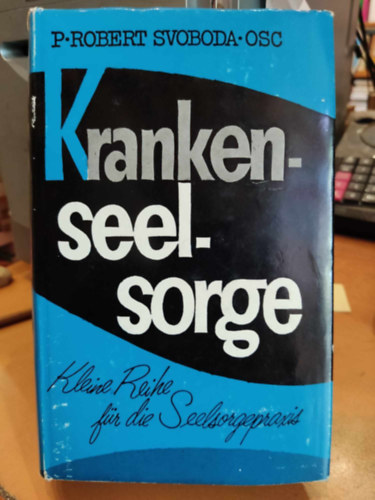 P·ROBERT SVOBODA·OSC
Kranken-
seel-
sorge
Kleine Reihe
für die Seelsorgepraxis